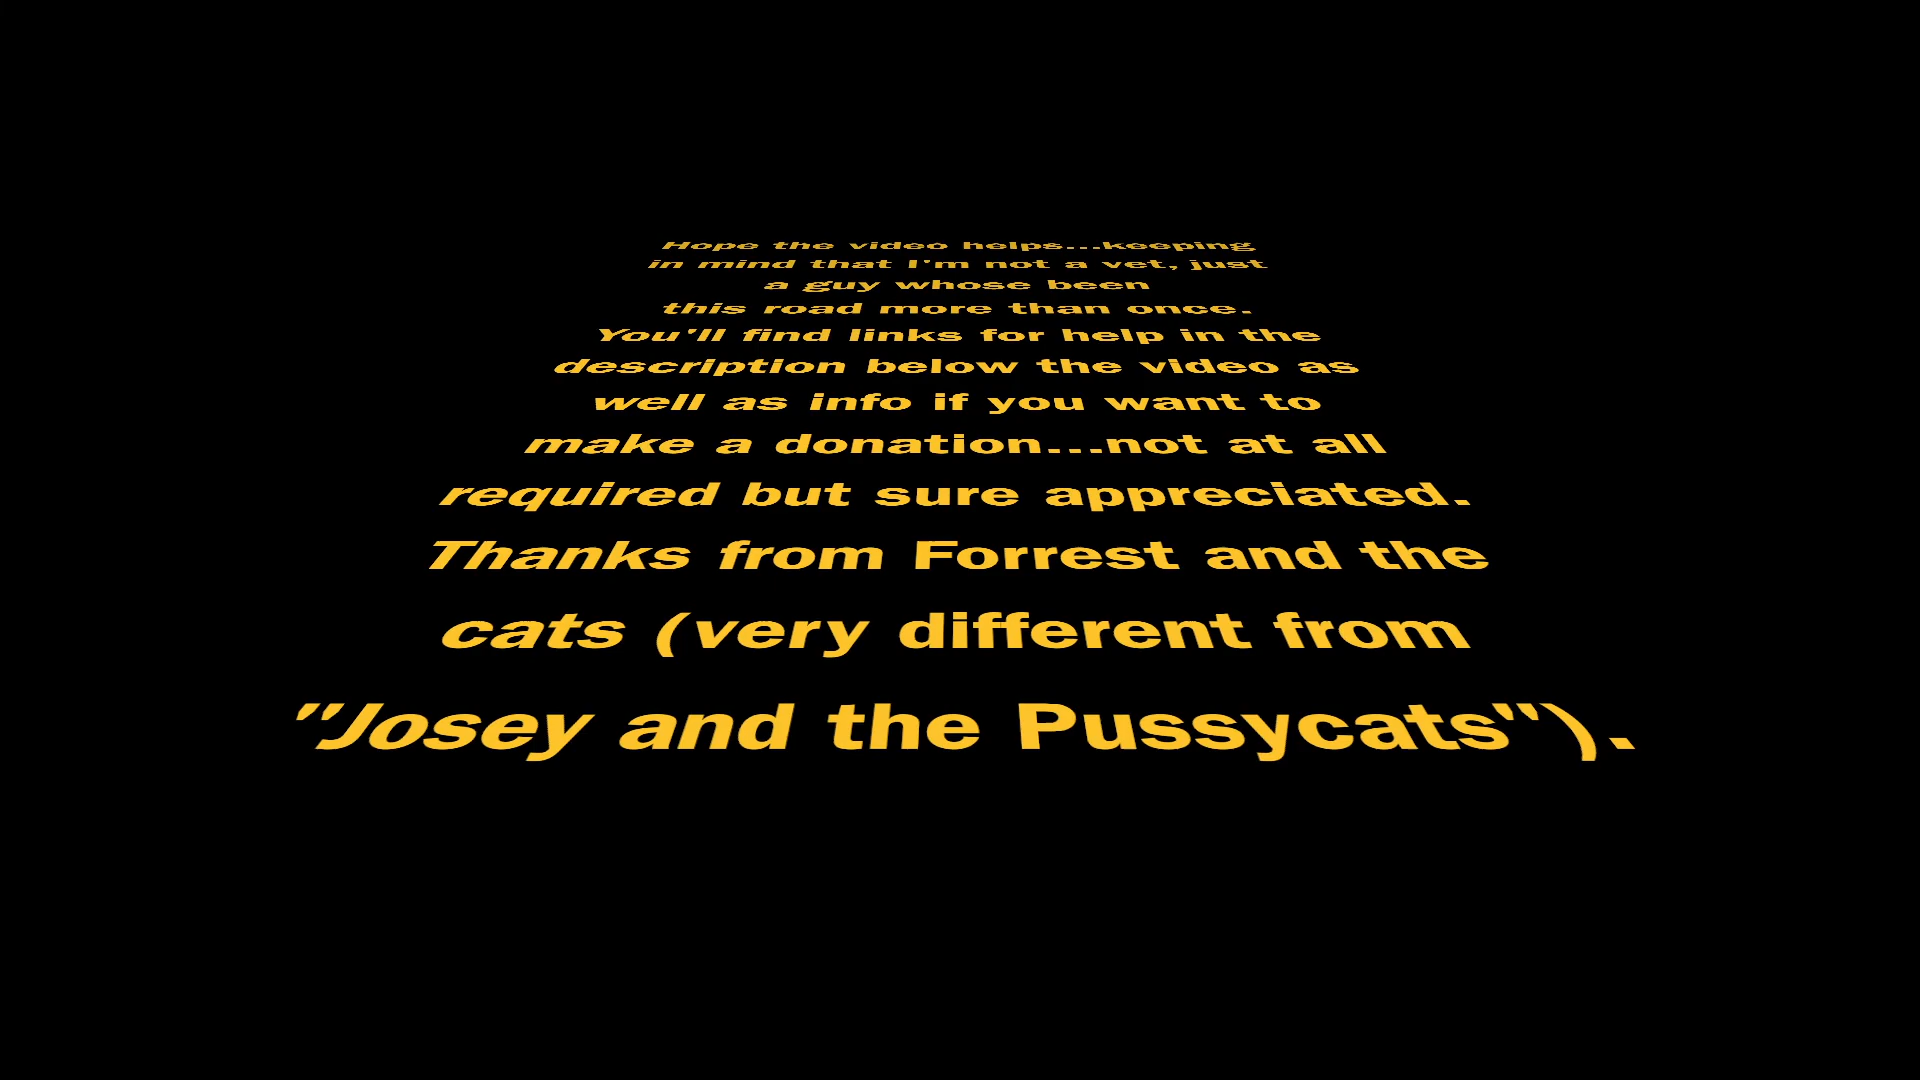 Hope the video helps...keeping
in mind that I'm not a vet, just
a guy whose been
this road more than once.
You'll find links for help in the
description below the video as
well as info if you want to
make a donation...not at all
required but sure appreciated.
Thanks from Forrest and the
cats (very different from
"Josey and the Pussycats").